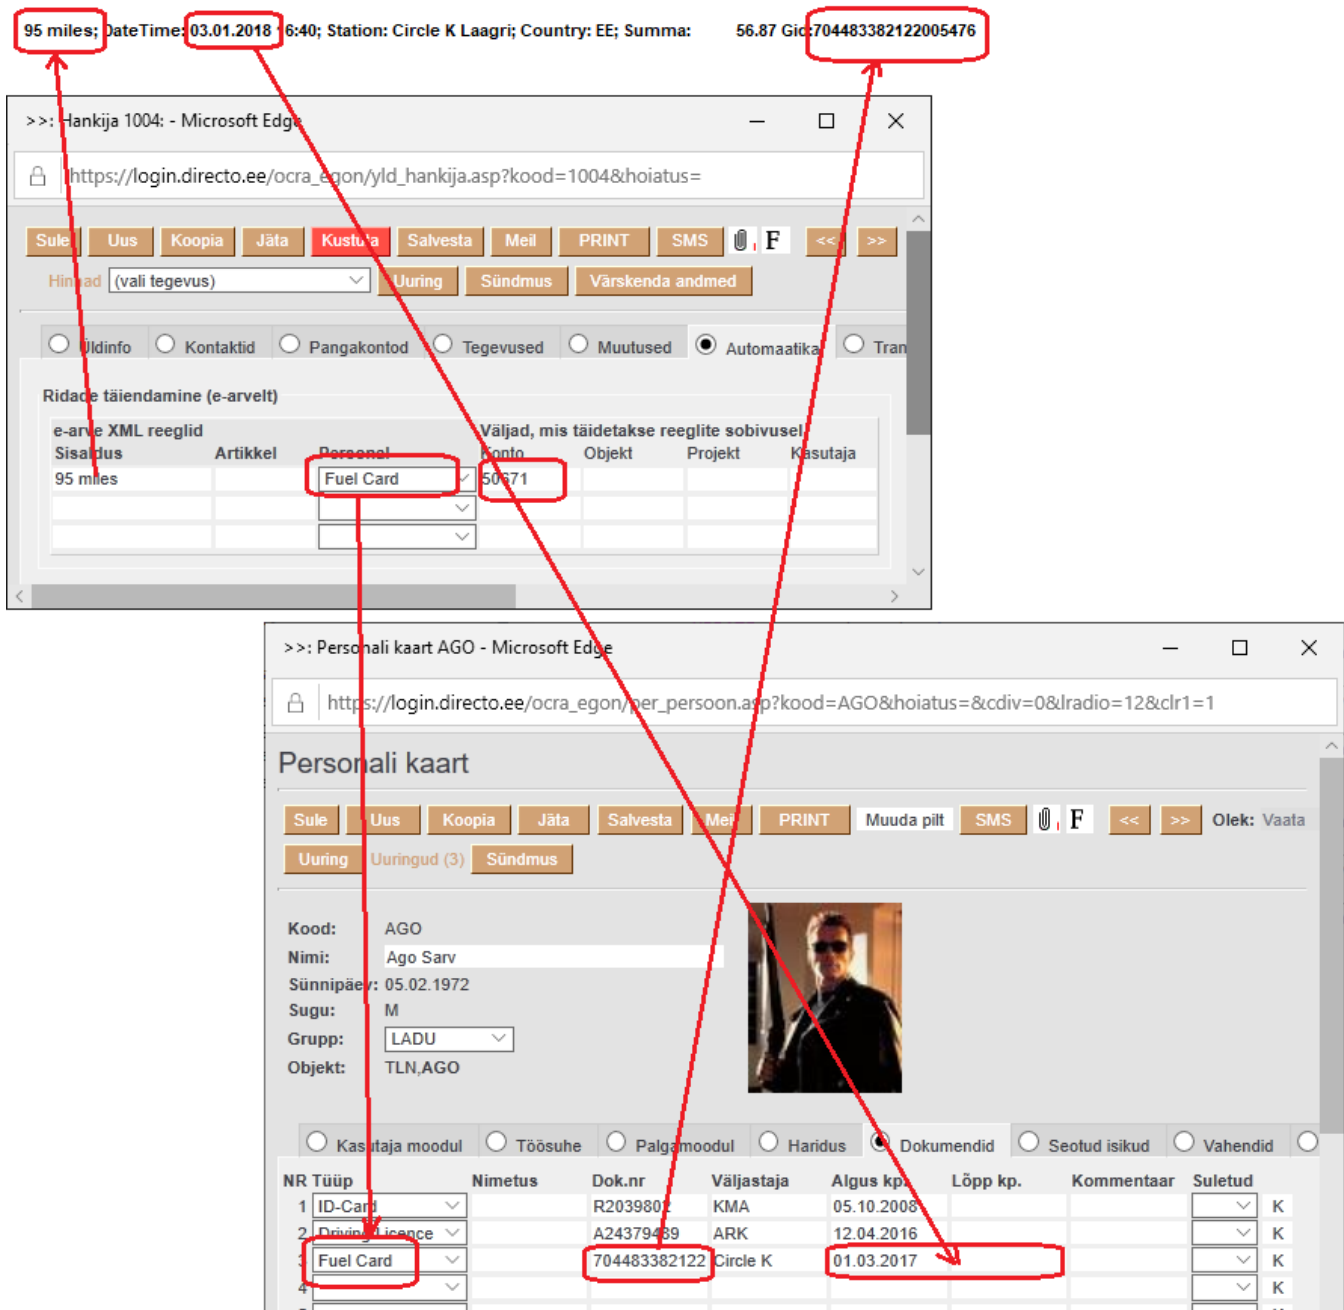 95 miles; DateTime: 03.01.2018 16:40; Station: Circle K Laagri; Country: EE; Summa: 56.87 Gid:704483382122005476
>>: Hankija 1004: - Microsoft Edge
https://login.directo.ee/ocra_egon/yld_hankija.asp?kood=1004&hoiatus=
Sule Uus Koopia Jäta Kustuta Salvesta Meil PRINT SMS F << >>
Hinnad (vali tegevus) Uuring Sündmus Värskenda andmed
Üldinfo Kontaktid Pangakontod Tegevused Muutused Automaatika Tran
Ridade täiendamine (e-arvelt)
e-arve XML reeglid Väljad, mis täidetakse reeglite sobivusel
Sisaldus Artikkel Personal Konto Objekt Projekt Kasutaja
95 miles Fuel Card 50671
>>: Personali kaart AGO - Microsoft Edge
https://login.directo.ee/ocra_egon/per_persoon.asp?kood=AGO&hoiatus=&cdiv=0&lradio=12&clr1=1
Personali kaart
Sule Uus Koopia Jäta Salvesta Meil PRINT Muuda pilt SMS F << >> Olek: Vaata
Uuring Uuringud (3) Sündmus
Kood: AGO
Nimi: Ago Sarv
Sünnipäev: 05.02.1972
Sugu: M
Grupp: LADU
Objekt: TLN,AGO
Kasutaja moodul Töösuhe Palgamoodul Haridus Dokumendid Seotud isikud Vahendid
NR Tüüp Nimetus Dok.nr Väljastaja Algus kp. Lõpp kp. Kommentaar Suletud
1 ID-Card R2039802 KMA 05.10.2008 K
2 Driving Licence A24379489 ARK 12.04.2016 K
3 Fuel Card 704483382122 Circle K 01.03.2017 K
4 K